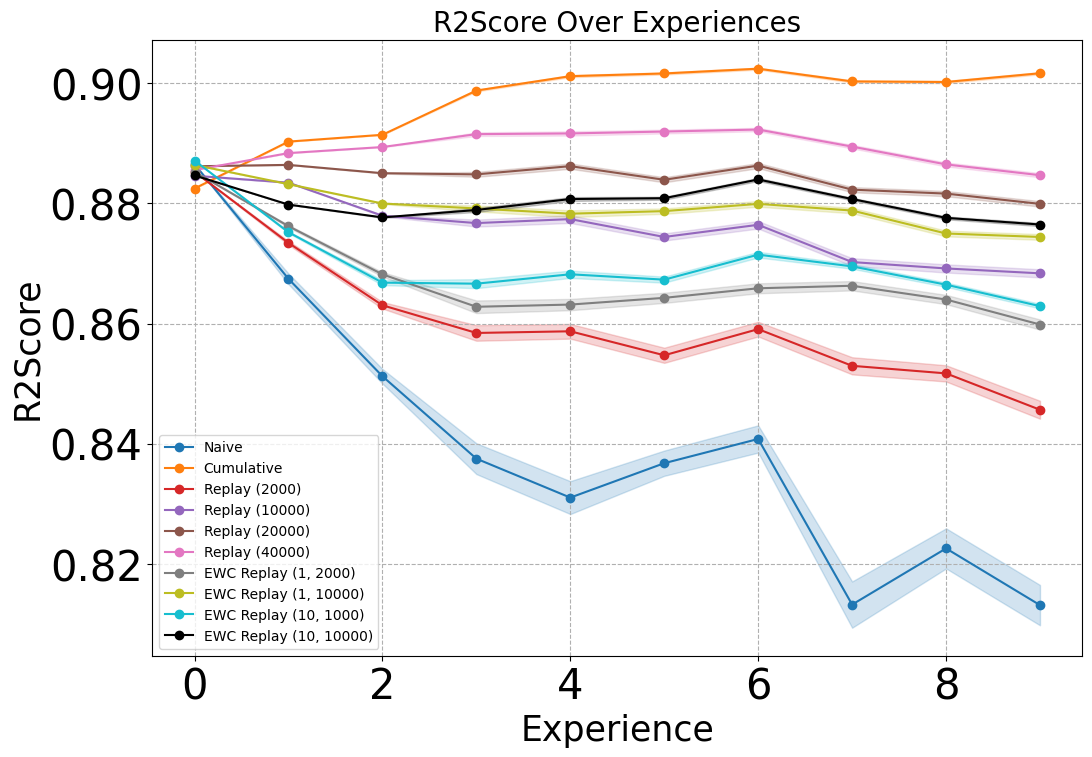 R2Score Over Experiences
R2Score
0.90
0.88
0.86
0.84
0.82
Naive
Cumulative
Replay (2000)
Replay (10000)
Replay (20000)
Replay (40000)
EWC Replay (1, 2000)
EWC Replay (1, 10000)
EWC Replay (10, 1000)
EWC Replay (10, 10000)
0 2 4 6 8
Experience